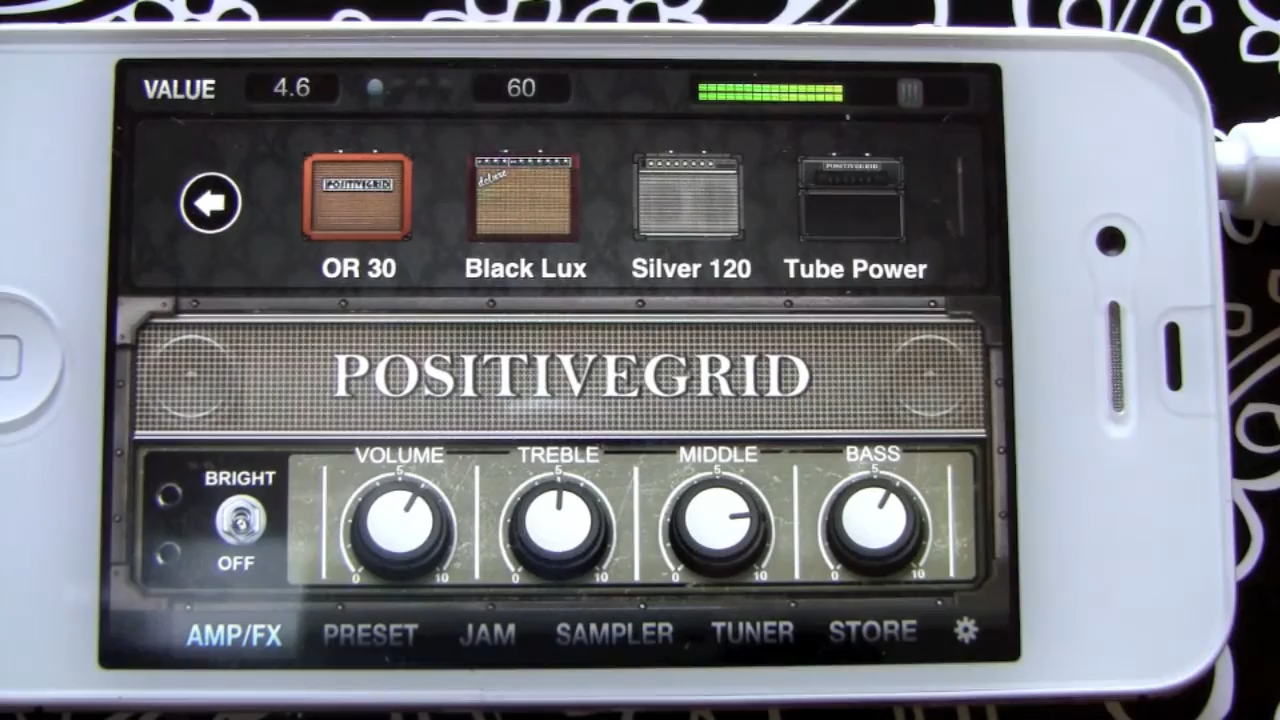 VALUE 4.6 60
POSITIVEGRID
deluxe
POSITIVEGRID
OR 30 Black Lux Silver 120 Tube Power
POSITIVEGRID
VOLUME TREBLE MIDDLE BASS
5 5 5 5
BRIGHT
OFF
0 10 0 10 0 10 0 10
AMP/FX PRESET JAM SAMPLER TUNER STORE